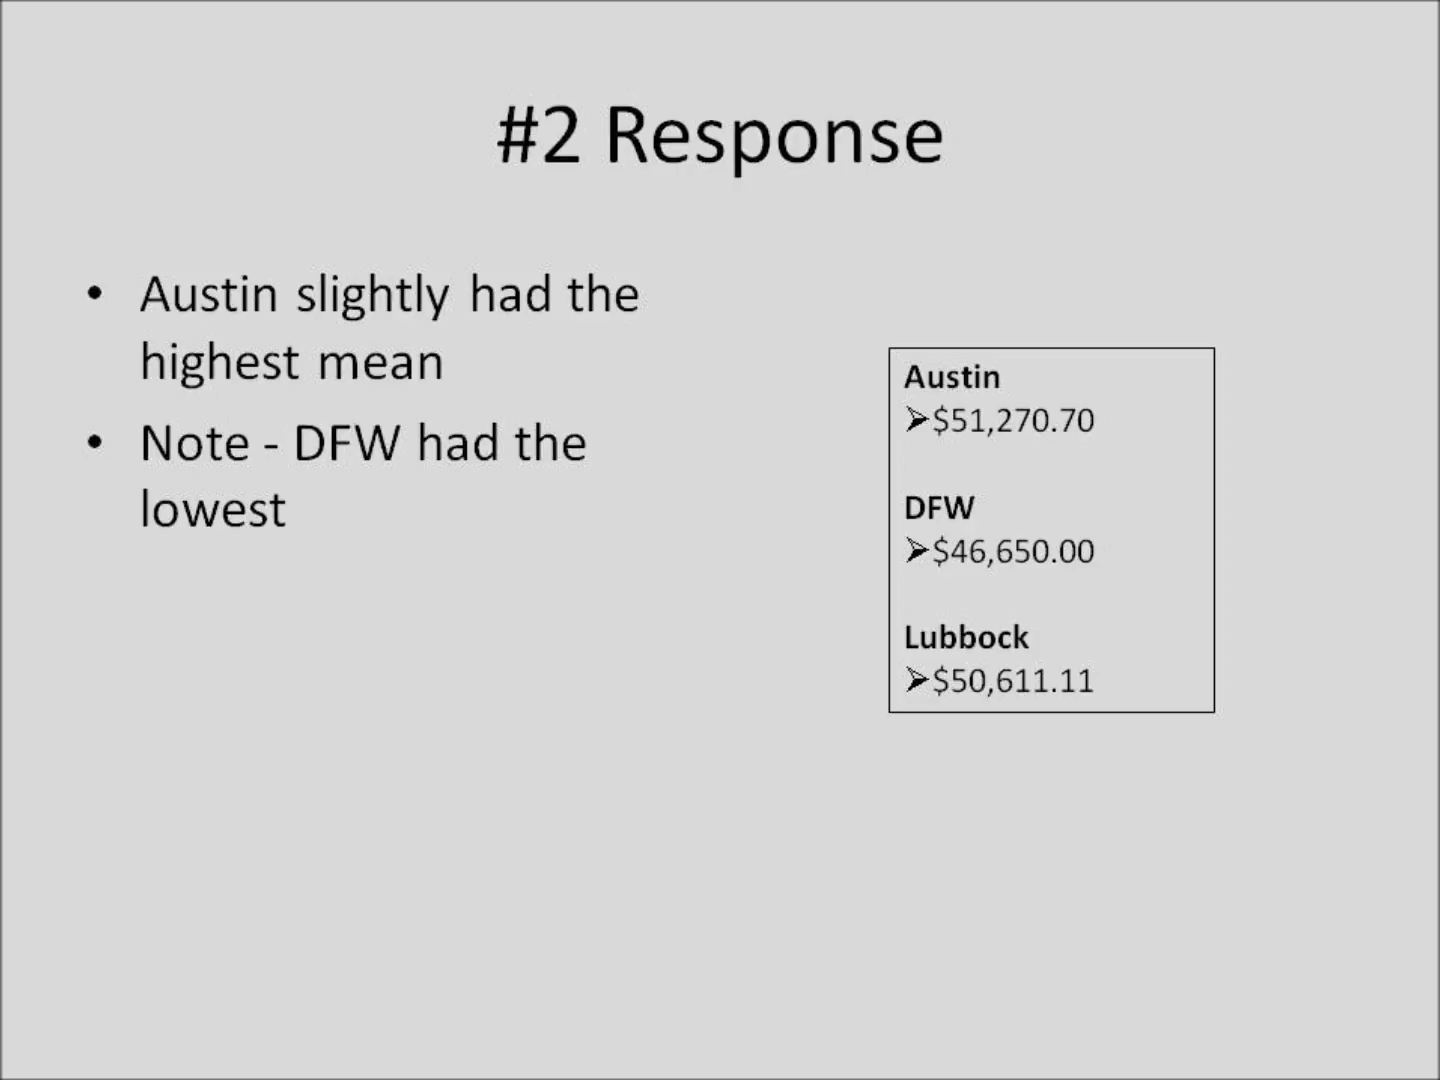 #2 Response
• Austin slightly had the
highest mean
• Note - DFW had the
lowest
Austin
➢$51,270.70
DFW
➢$46,650.00
Lubbock
➢$50,611.11